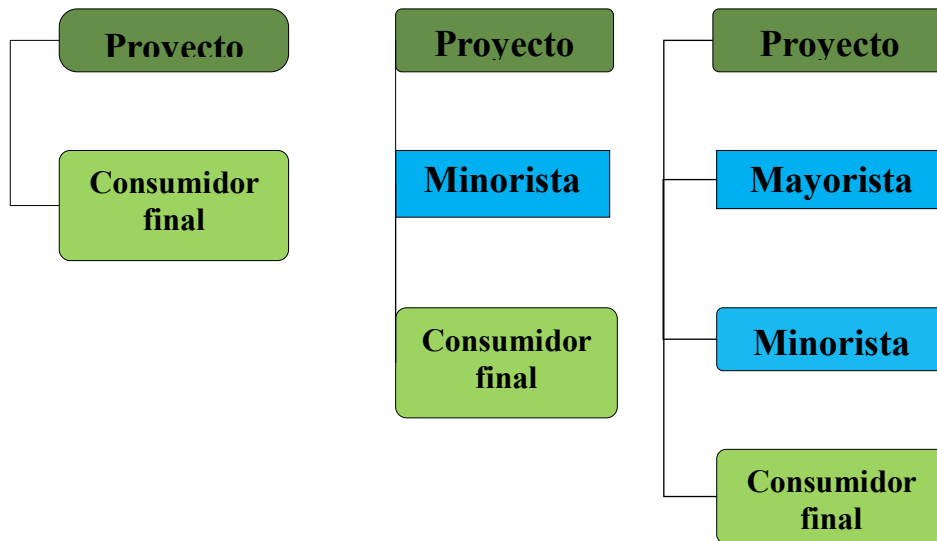 Proyecto
Consumidor
final
Proyecto
Minorista
Consumidor
final
Proyecto
Mayorista
Minorista
Consumidor
final